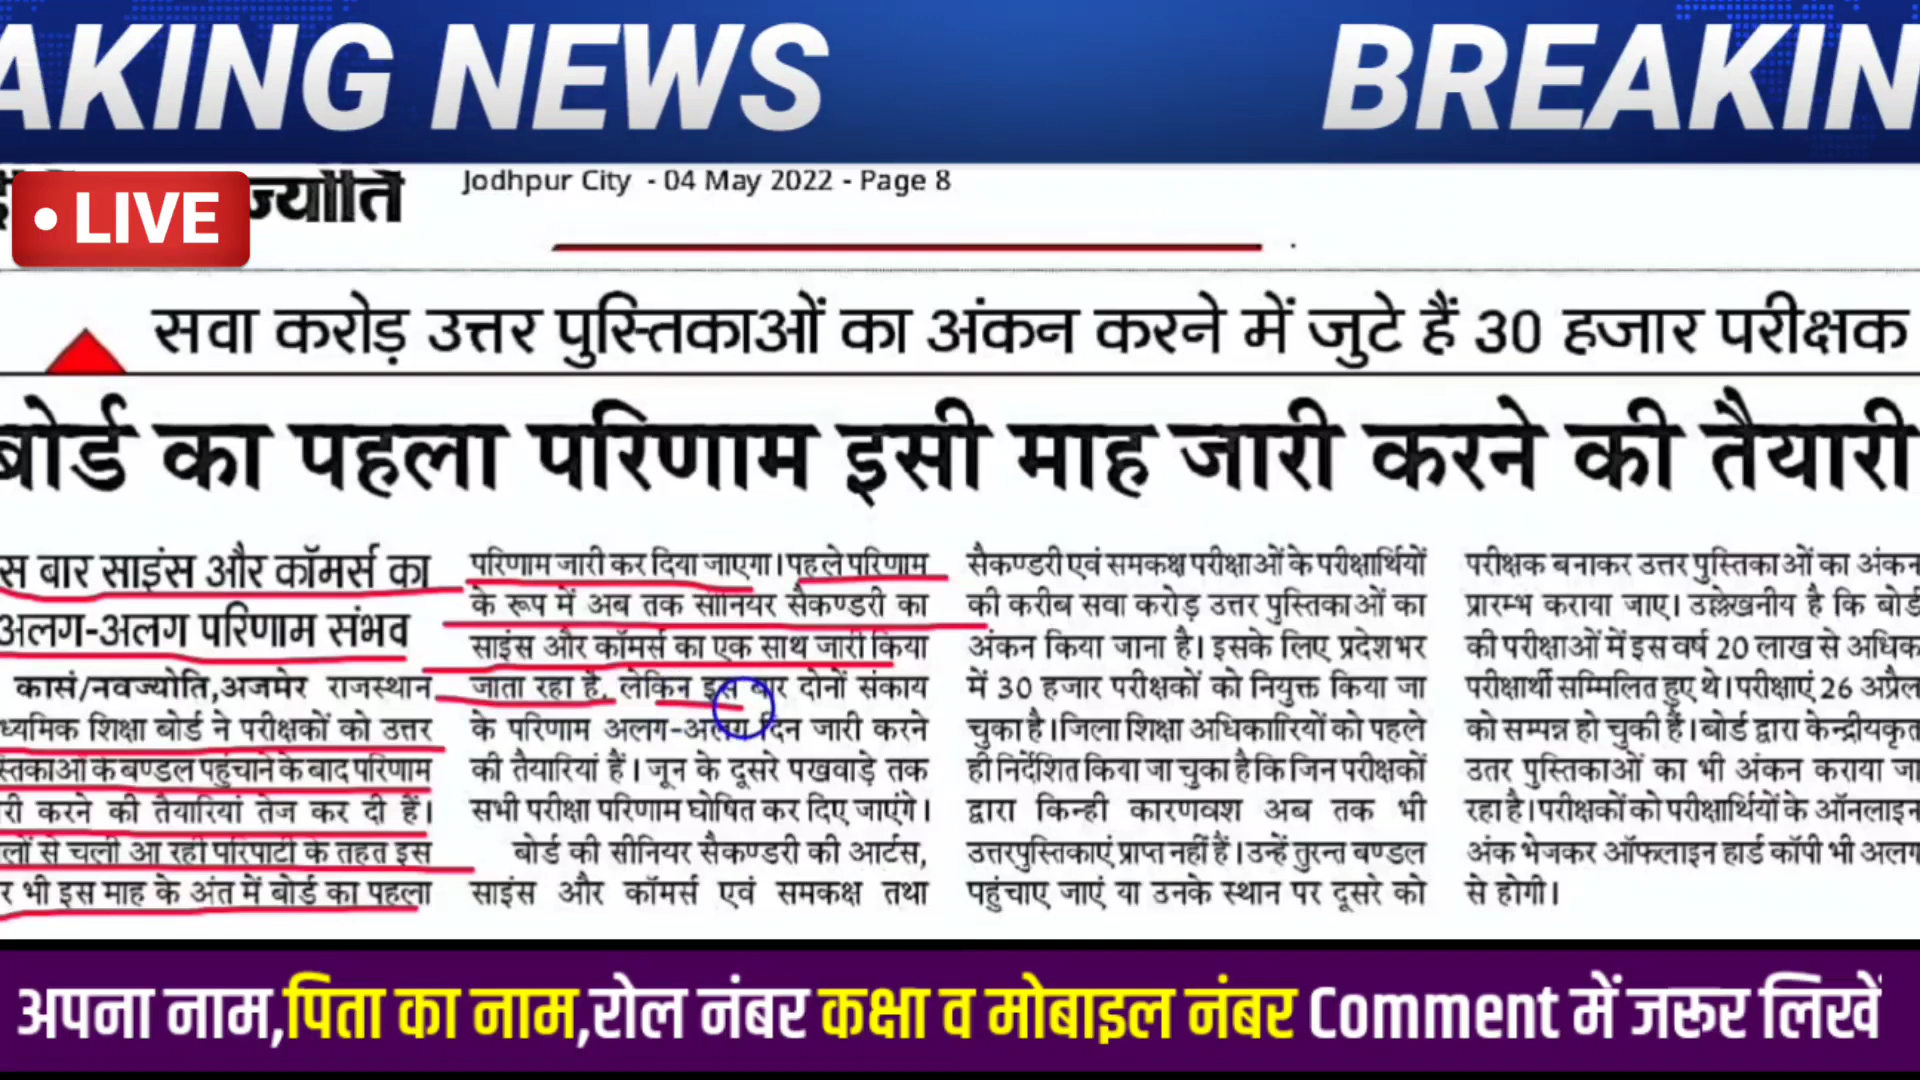 AKING NEWS BREAKIN
LIVE
ज्योति
Jodhpur City - 04 May 2022 - Page 8
सवा करोड़ उत्तर पुस्तिकाओं का अंकन करने में जुटे हैं 30 हजार परीक्षक
बोर्ड का पहला परिणाम इसी माह जारी करने की तैयारी
स बार साइंस और कॉमर्स का
अलग-अलग परिणाम संभव
कासं/नवज्योति,अजमेर राजस्थान
ध्यमिक शिक्षा बोर्ड ने परीक्षकों को उत्तर
स्तिकाओं के बण्डल पहुंचाने के बाद परिणाम
री करने की तैयारियां तेज कर दी हैं।
लों से चली आ रही परिपाटी के तहत इस
र भी इस माह के अंत में बोर्ड का पहला
परिणाम जारी कर दिया जाएगा। पहले परिणाम
के रूप में अब तक सीनियर सैकण्डरी का
साइंस और कॉमर्स का एक साथ जारी किया
जाता रहा है, लेकिन इस बार दोनों संकाय
के परिणाम अलग-अलग दिन जारी करने
की तैयारियां हैं। जून के दूसरे पखवाड़े तक
सभी परीक्षा परिणाम घोषित कर दिए जाएंगे।
बोर्ड की सीनियर सैकण्डरी की आर्टस,
साइंस और कॉमर्स एवं समकक्ष तथा
सैकण्डरी एवं समकक्ष परीक्षाओं के परीक्षार्थियों
की करीब सवा करोड़ उत्तर पुस्तिकाओं का
अंकन किया जाना है। इसके लिए प्रदेशभर
में 30 हजार परीक्षकों को नियुक्त किया जा
चुका है। जिला शिक्षा अधिकारियों को पहले
ही निर्देशित किया जा चुका है कि जिन परीक्षकों
द्वारा किन्ही कारणवश अब तक भी
उत्तरपुस्तिकाएं प्राप्त नहीं हैं। उन्हें तुरन्त बण्डल
पहुंचाए जाएं या उनके स्थान पर दूसरे को
परीक्षक बनाकर उत्तर पुस्तिकाओं का अंकन
प्रारम्भ कराया जाए। उल्लेखनीय है कि बोर्ड
की परीक्षाओं में इस वर्ष 20 लाख से अधिक
परीक्षार्थी सम्मिलित हुए थे। परीक्षाएं 26 अप्रैल
को सम्पन्न हो चुकी हैं। बोर्ड द्वारा केन्द्रीयकृत
उतर पुस्तिकाओं का भी अंकन कराया जा
रहा है। परीक्षकों को परीक्षार्थियों के ऑनलाइन
अंक भेजकर ऑफलाइन हार्ड कॉपी भी अलग
से होगी।
अपना नाम,पिता का नाम,रोल नंबर कक्षा व मोबाइल नंबर Comment में जरूर लिखें